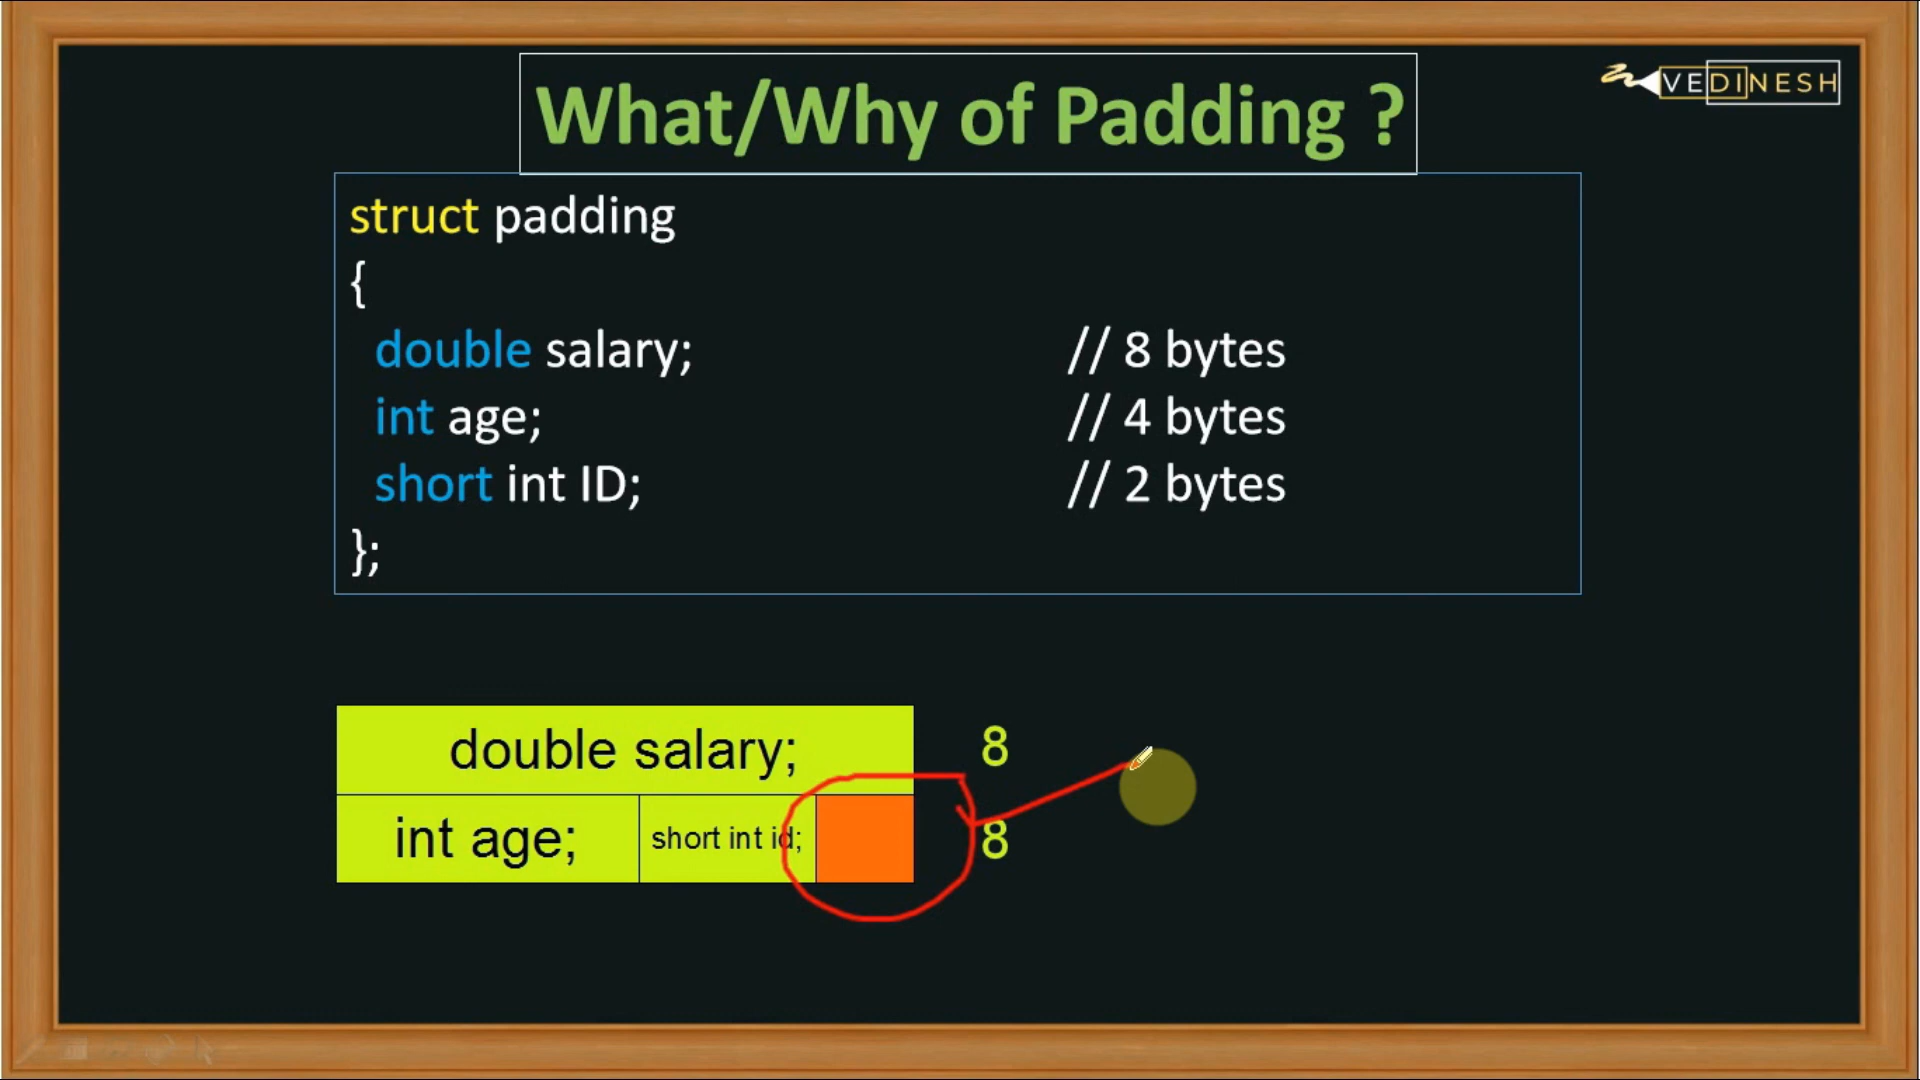 What/Why of Padding ?
VEDINESH
struct padding
{
double salary; // 8 bytes
int age; // 4 bytes
short int ID; // 2 bytes
};
double salary; 8
int age; short int id; 8